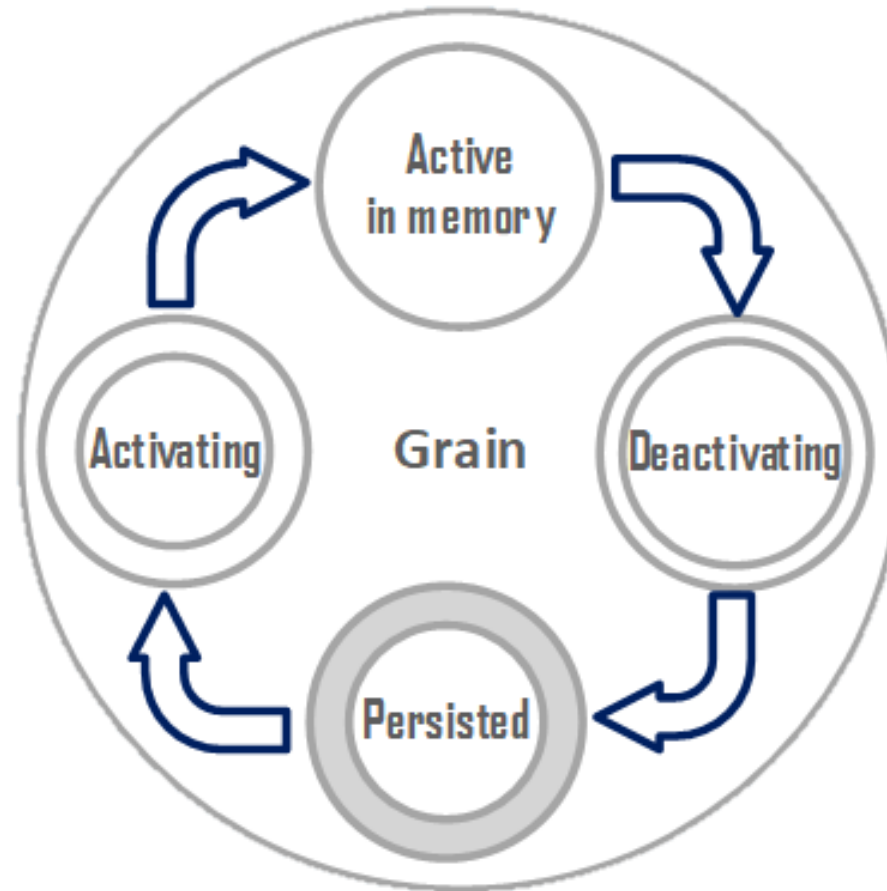 Active
in memory
Activating
Grain
Deactivating
Persisted